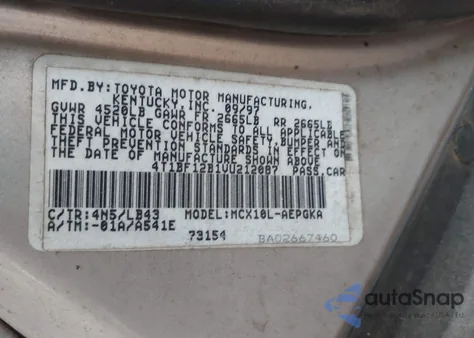 MFD.BY:TOYOTA MOTOR MANUFACTURING,
KENTUCKY,INC. 09/97
GVWR 4520LB GAWR FR 2665LB RR 2665LB
THIS VEHICLE CONFORMS TO ALL APPLICABLE
FEDERAL MOTOR VEHICLE SAFETY,BUMPER,AND
THEFT PREVENTION STANDARDS IN EFFECT ON
THE DATE OF MANUFACTURE SHOWN ABOVE.
4T1BF12B1VU212087 PASS.CAR
C/TR:4N5/LB43 MODEL:MCX10L-AEPGKA
A/TM:-01A/A541E
73154 BA02667460
autoSnap